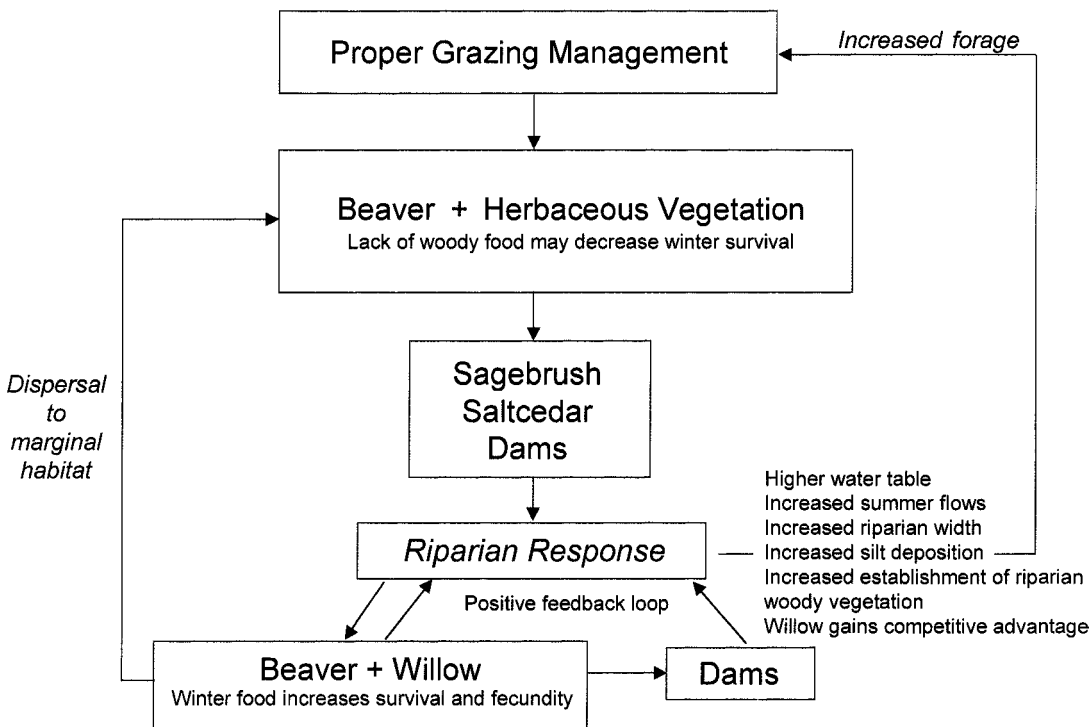 Proper Grazing Management
Increased forage
Beaver + Herbaceous Vegetation
Lack of woody food may decrease winter survival
Sagebrush
Saltcedar
Dams
Dispersal
to
marginal
habitat
Riparian Response
Higher water table
Increased summer flows
Increased riparian width
Increased silt deposition
Increased establishment of riparian
woody vegetation
Willow gains competitive advantage
Positive feedback loop
Beaver + Willow
Winter food increases survival and fecundity
Dams